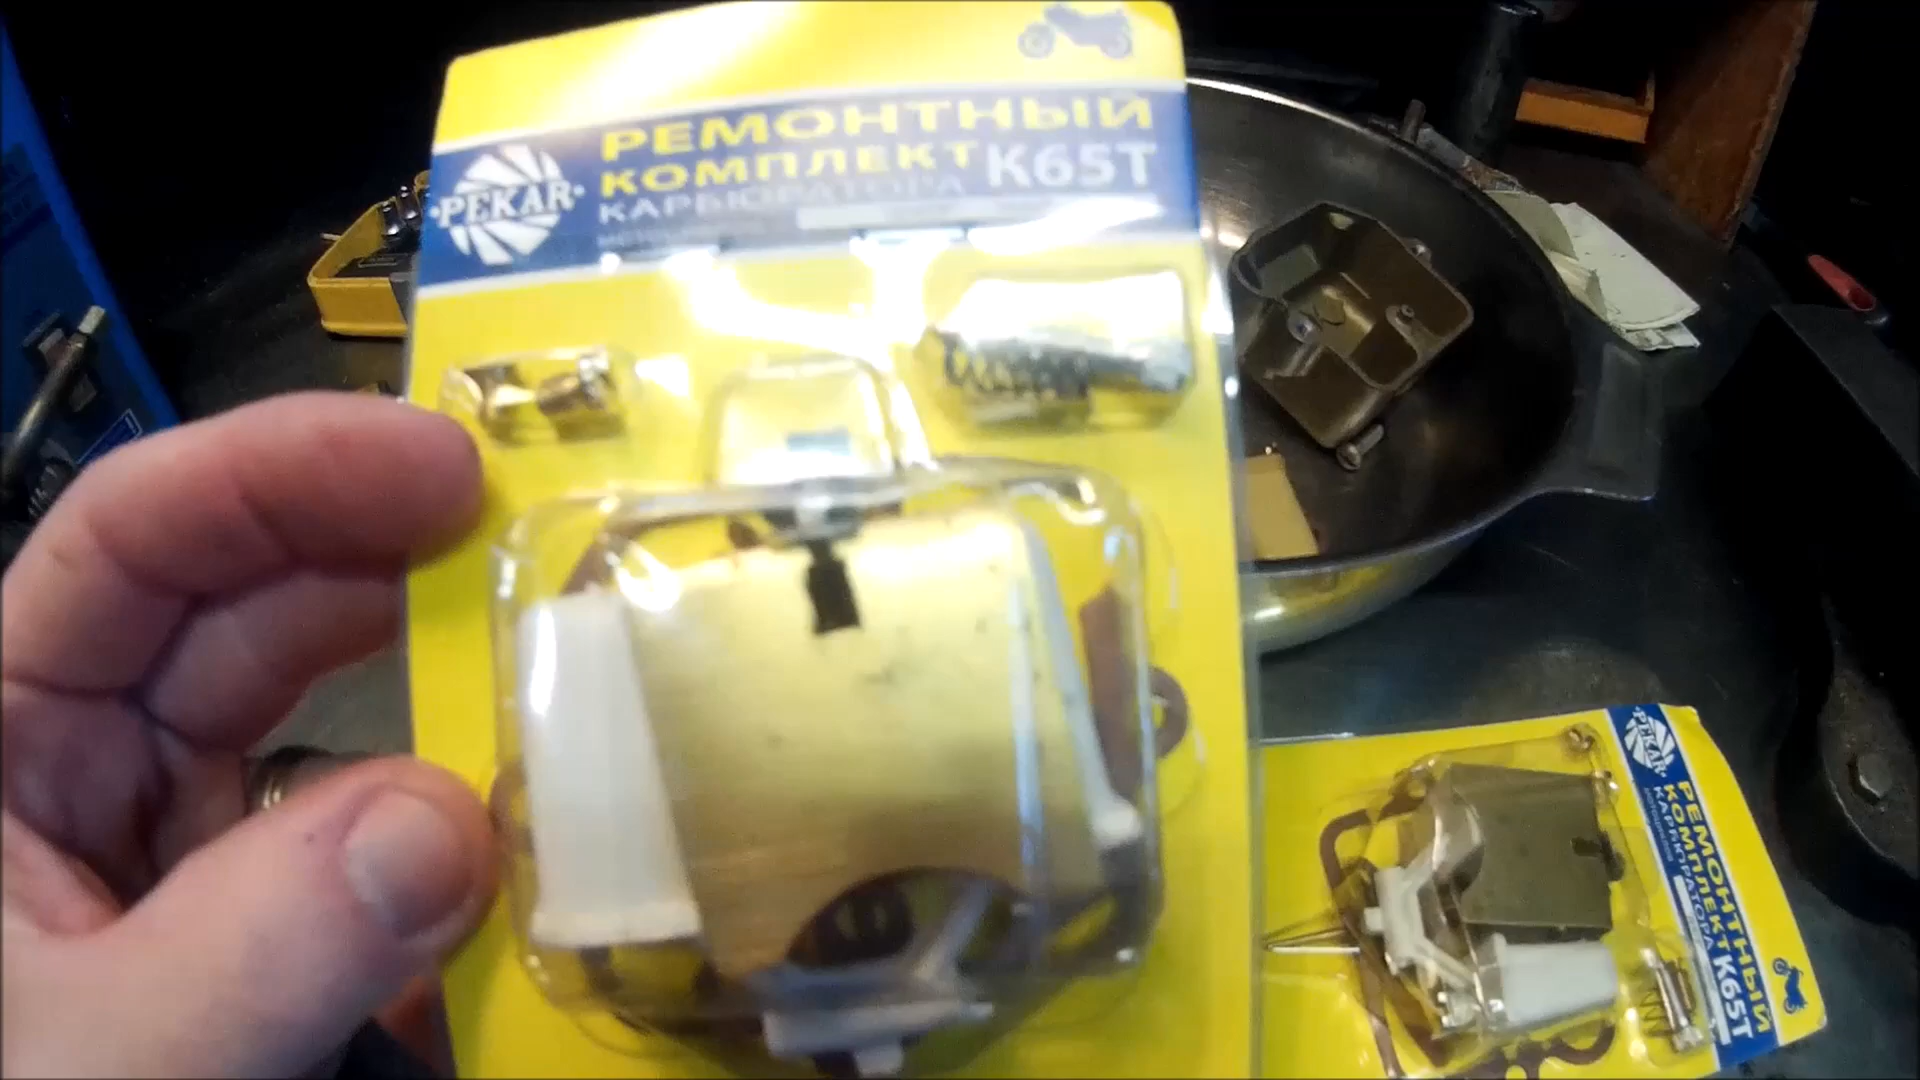 РЕМОНТНЫЙ
КОМПЛЕКТ
КАРБЮРАТОРА К65Т
PEKAR
PEKAR
РЕМОНТНЫЙ
КОМПЛЕКТ
КАРБЮРАТОРА К65Т